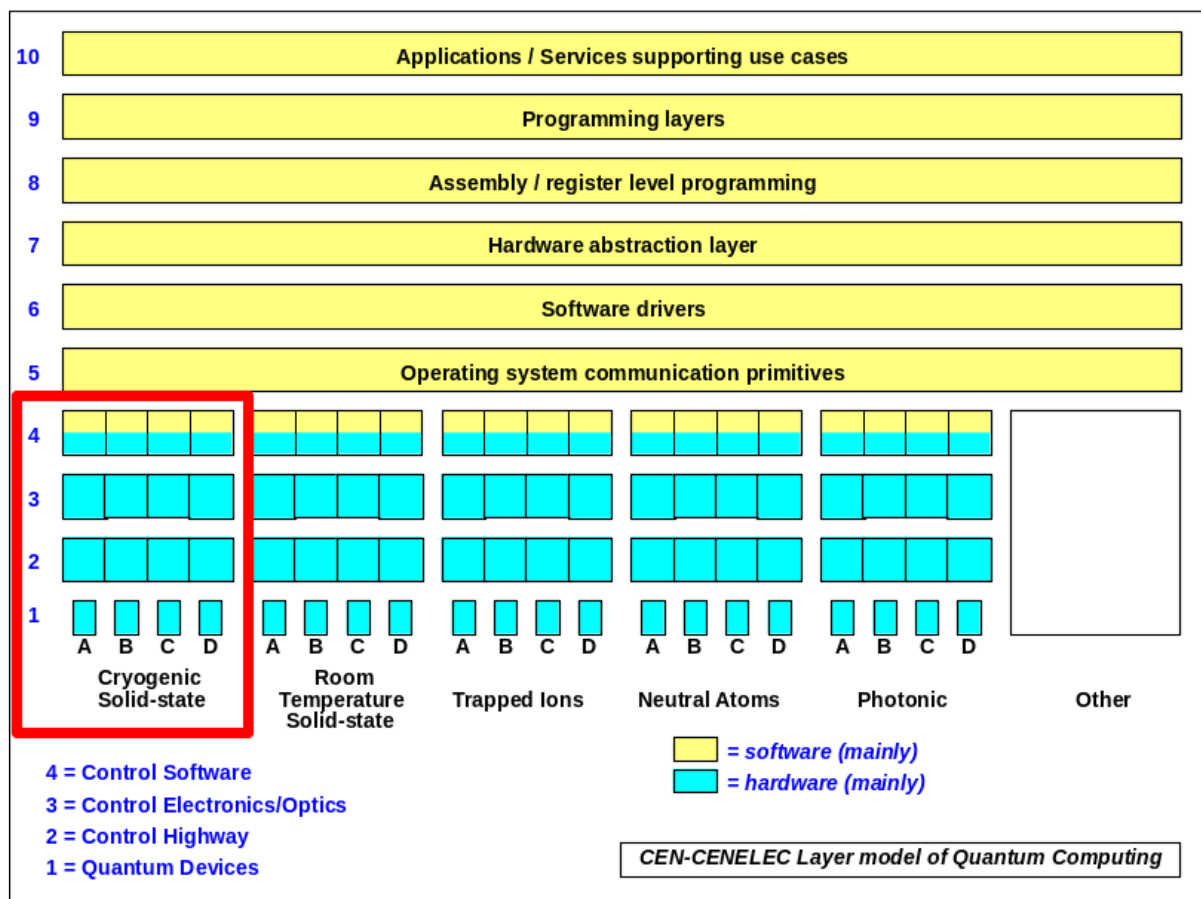 10 Applications / Services supporting use cases
9 Programming layers
8 Assembly / register level programming
7 Hardware abstraction layer
6 Software drivers
5 Operating system communication primitives
4
3
2
1
A B C D A B C D A B C D A B C D A B C D
Cryogenic
Solid-state
Room
Temperature
Solid-state
Trapped Ions
Neutral Atoms
Photonic
Other
= software (mainly)
= hardware (mainly)
4 = Control Software
3 = Control Electronics/Optics
2 = Control Highway
1 = Quantum Devices
CEN-CENELEC Layer model of Quantum Computing